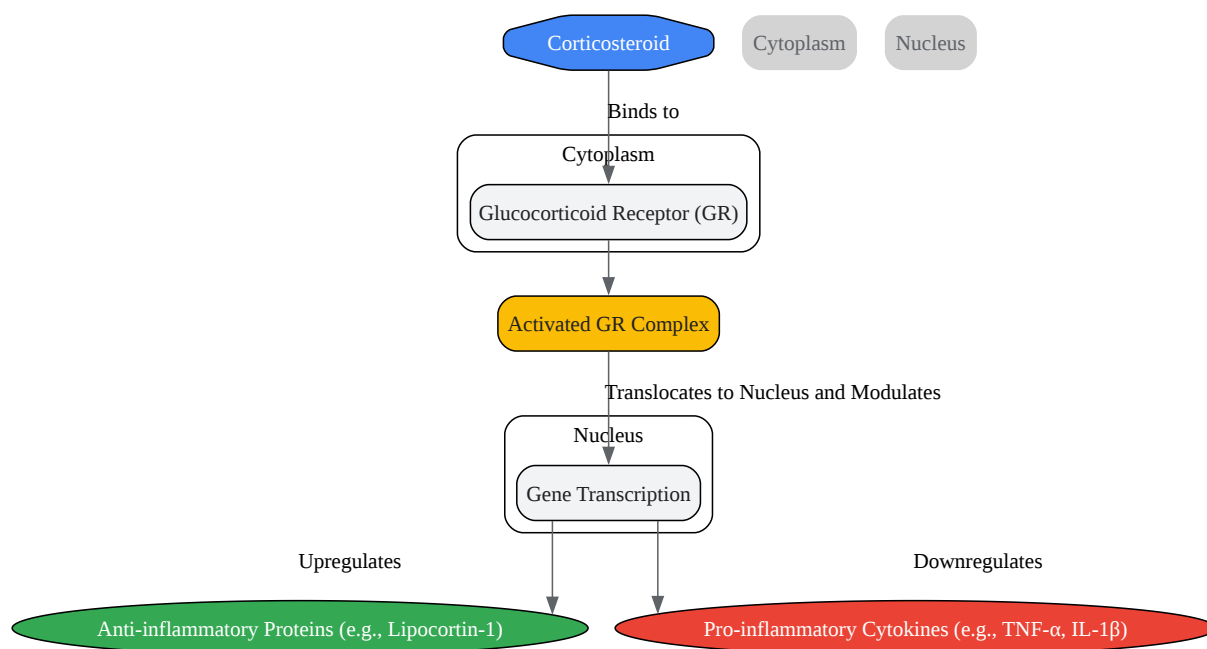 Corticosteroid
Cytoplasm
Nucleus
Binds to
Cytoplasm
Glucocorticoid Receptor (GR)
Activated GR Complex
Translocates to Nucleus and Modulates
Nucleus
Gene Transcription
Upregulates
Downregulates
Anti-inflammatory Proteins (e.g., Lipocortin-1)
Pro-inflammatory Cytokines (e.g., TNF-α, IL-1β)